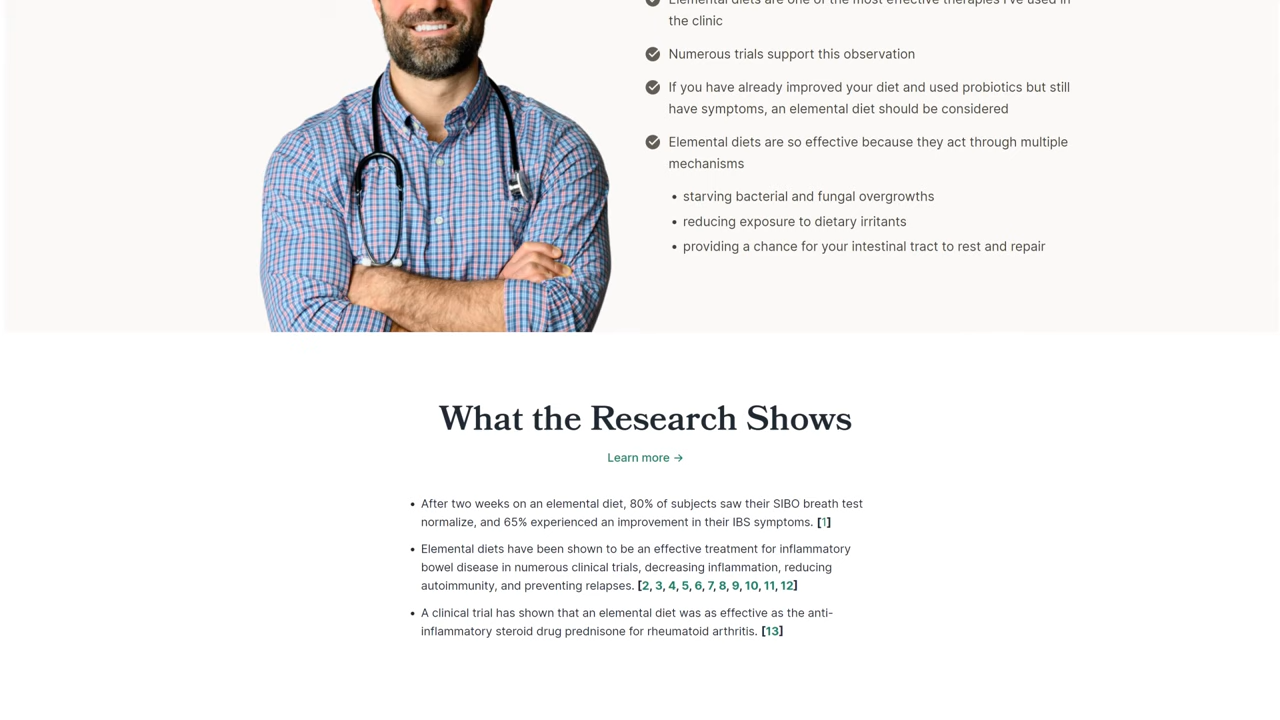 Elemental diets are one of the most effective therapies I've used in
the clinic
Numerous trials support this observation
If you have already improved your diet and used probiotics but still
have symptoms, an elemental diet should be considered
Elemental diets are so effective because they act through multiple
mechanisms
• starving bacterial and fungal overgrowths
• reducing exposure to dietary irritants
• providing a chance for your intestinal tract to rest and repair
What the Research Shows
Learn more →
• After two weeks on an elemental diet, 80% of subjects saw their SIBO breath test
normalize, and 65% experienced an improvement in their IBS symptoms. [1]
• Elemental diets have been shown to be an effective treatment for inflammatory
bowel disease in numerous clinical trials, decreasing inflammation, reducing
autoimmunity, and preventing relapses. [2, 3, 4, 5, 6, 7, 8, 9, 10, 11, 12]
• A clinical trial has shown that an elemental diet was as effective as the anti-
inflammatory steroid drug prednisone for rheumatoid arthritis. [13]